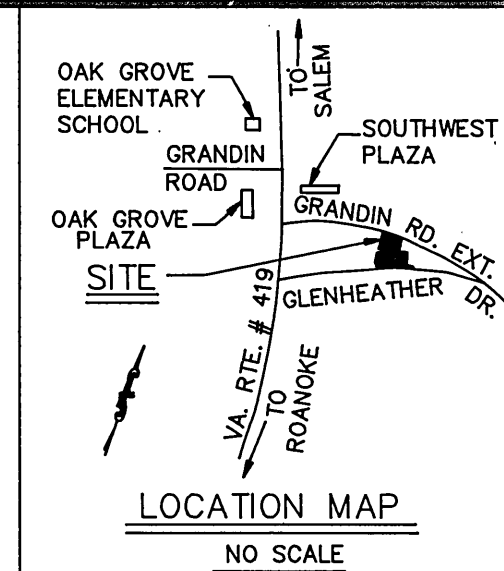 OAK GROVE
ELEMENTARY
SCHOOL
TO
SALEM
SOUTHWEST
PLAZA
GRANDIN
ROAD
OAK GROVE
PLAZA
GRANDIN RD. EXT.
SITE
GLENHEATHER DR.
VA. RTE. # 419
TO
ROANOKE
LOCATION MAP
NO SCALE